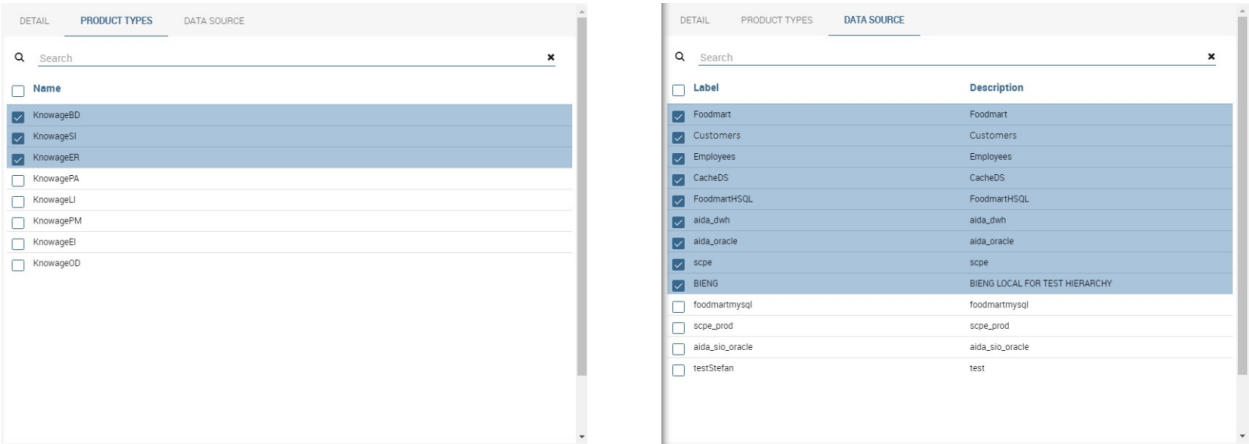 DETAIL PRODUCT TYPES DATA SOURCE
Search
Name
KnowageBD
KnowageSI
KnowageER
KnowagePA
KnowageLI
KnowagePM
KnowageEI
KnowageOD
DETAIL PRODUCT TYPES DATA SOURCE
Search
Label Description
Foodmart Foodmart
Customers Customers
Employees Employees
CacheDS CacheDS
FoodmartHSQL FoodmartHSQL
aida_dwh aida_dwh
aida_oracle aida_oracle
scpe scpe
BIENG BIENG LOCAL FOR TEST HIERARCHY
foodmartmysql foodmartmysql
scpe_prod scpe_prod
aida_sio_oracle aida_sio_oracle
testStefan test